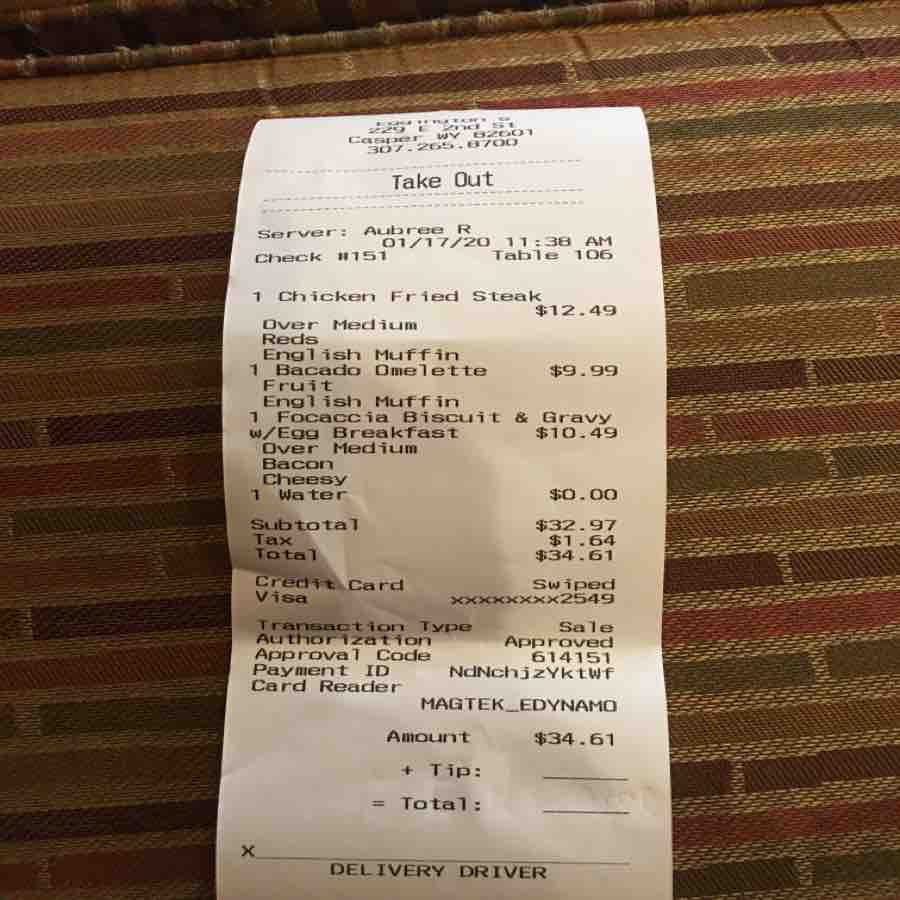 Eggington's
229 E 2nd St
Casper WY 82601
307.265.8700
Take Out
Server: Aubree R
01/17/20 11:38 AM
Check #151 Table 106
1 Chicken Fried Steak
$12.49
Over Medium
Reds
English Muffin
1 Bacado Omelette $9.99
Fruit
English Muffin
1 Focaccia Biscuit & Gravy
w/Egg Breakfast $10.49
Over Medium
Bacon
Cheesy
1 Water $0.00
Subtotal $32.97
Tax $1.64
Total $34.61
Credit Card Swiped
Visa xxxxxxxx2549
Transaction Type Sale
Authorization Approved
Approval Code 614151
Payment ID NdNchjzYktWf
Card Reader
MAGTEK_EDYNAMO
Amount $34.61
+ Tip:
= Total:
x
DELIVERY DRIVER